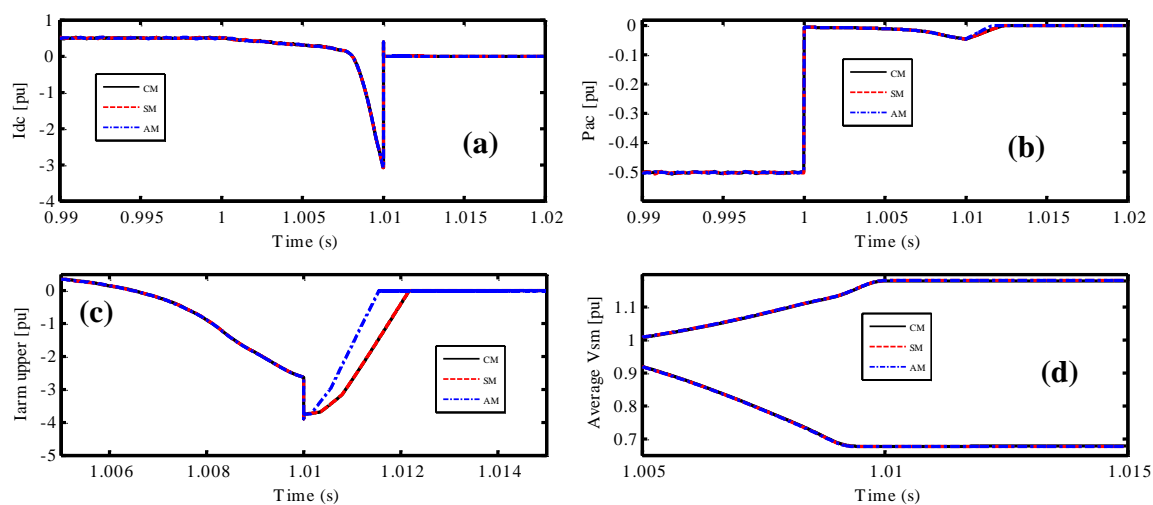 1
0
-1
-2
-3
-4
Idc [pu]
CM
SM
AM
(a)
0.99 0.995 1 1.005 1.01 1.015 1.02
Time (s)
0
-0.1
-0.2
-0.3
-0.4
-0.5
Pac [pu]
CM
SM
AM
(b)
0.99 0.995 1 1.005 1.01 1.015 1.02
Time (s)
0
-1
-2
-3
-4
-5
Iarm upper [pu]
(c)
CM
SM
AM
1.006 1.008 1.01 1.012 1.014
Time (s)
1.1
1
0.9
0.8
0.7
Average Vsm [pu]
CM
SM
AM
(d)
1.005 1.01 1.015
Time (s)